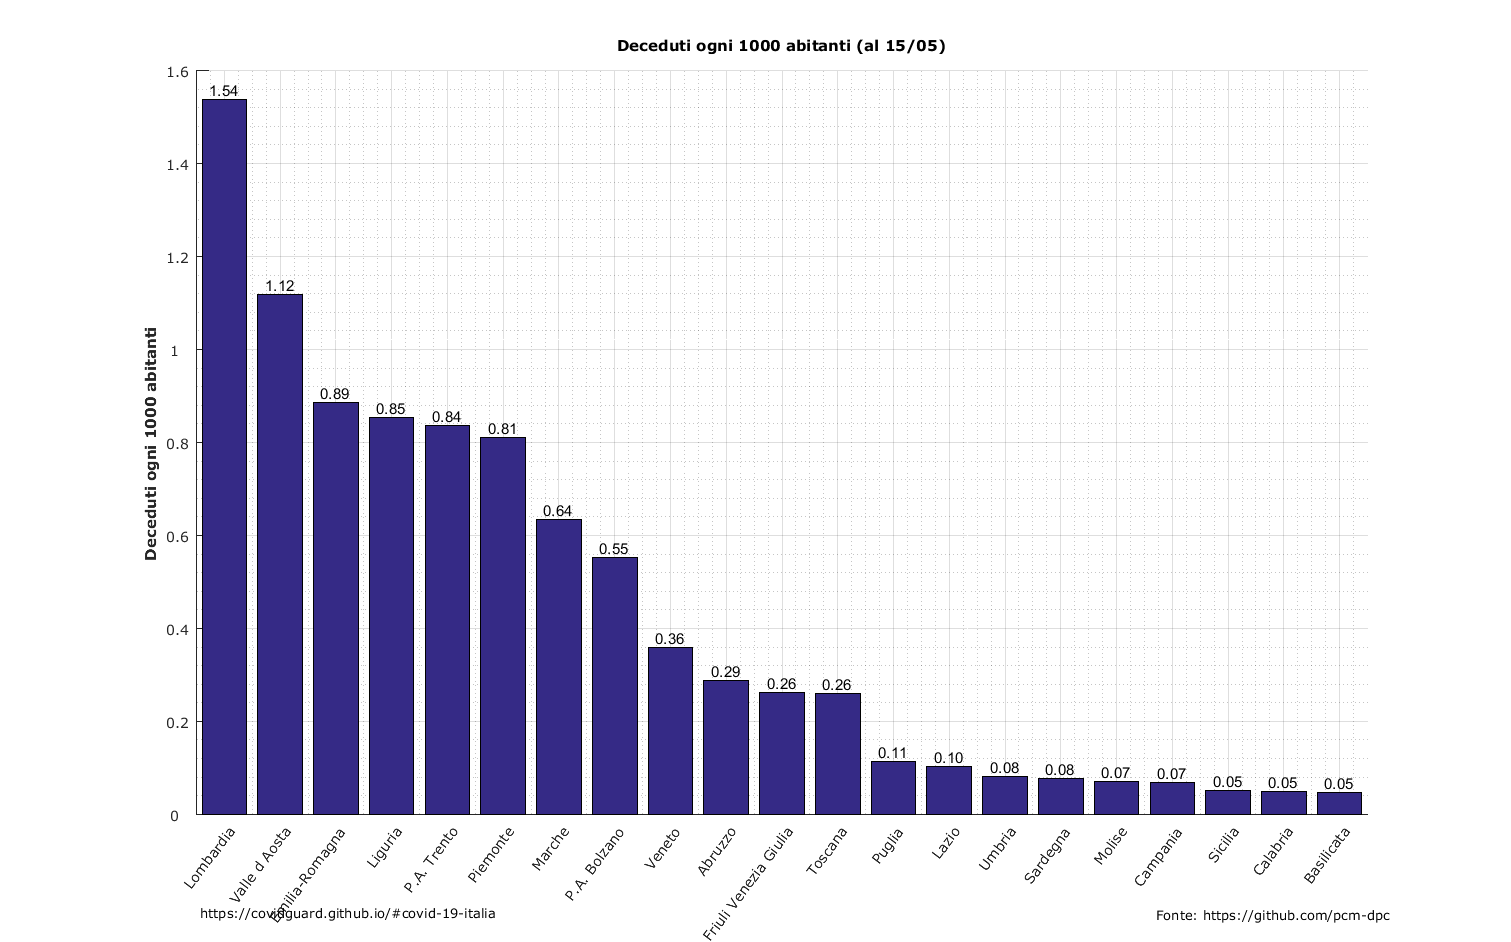 Deceduti ogni 1000 abitanti (al 15/05)
Deceduti ogni 1000 abitanti
1.6
1.4
1.2
1
0.8
0.6
0.4
0.2
0
1.54
1.12
0.89
0.85
0.84
0.81
0.64
0.55
0.36
0.29
0.26
0.26
0.11
0.10
0.08
0.08
0.07
0.07
0.05
0.05
0.05
Lombardia
Valle d Aosta
Emilia-Romagna
Liguria
P.A. Trento
Piemonte
Marche
P.A. Bolzano
Veneto
Abruzzo
Friuli Venezia Giulia
Toscana
Puglia
Lazio
Umbria
Sardegna
Molise
Campania
Sicilia
Calabria
Basilicata
https://covidguard.github.io/#covid-19-italia
Fonte: https://github.com/pcm-dpc